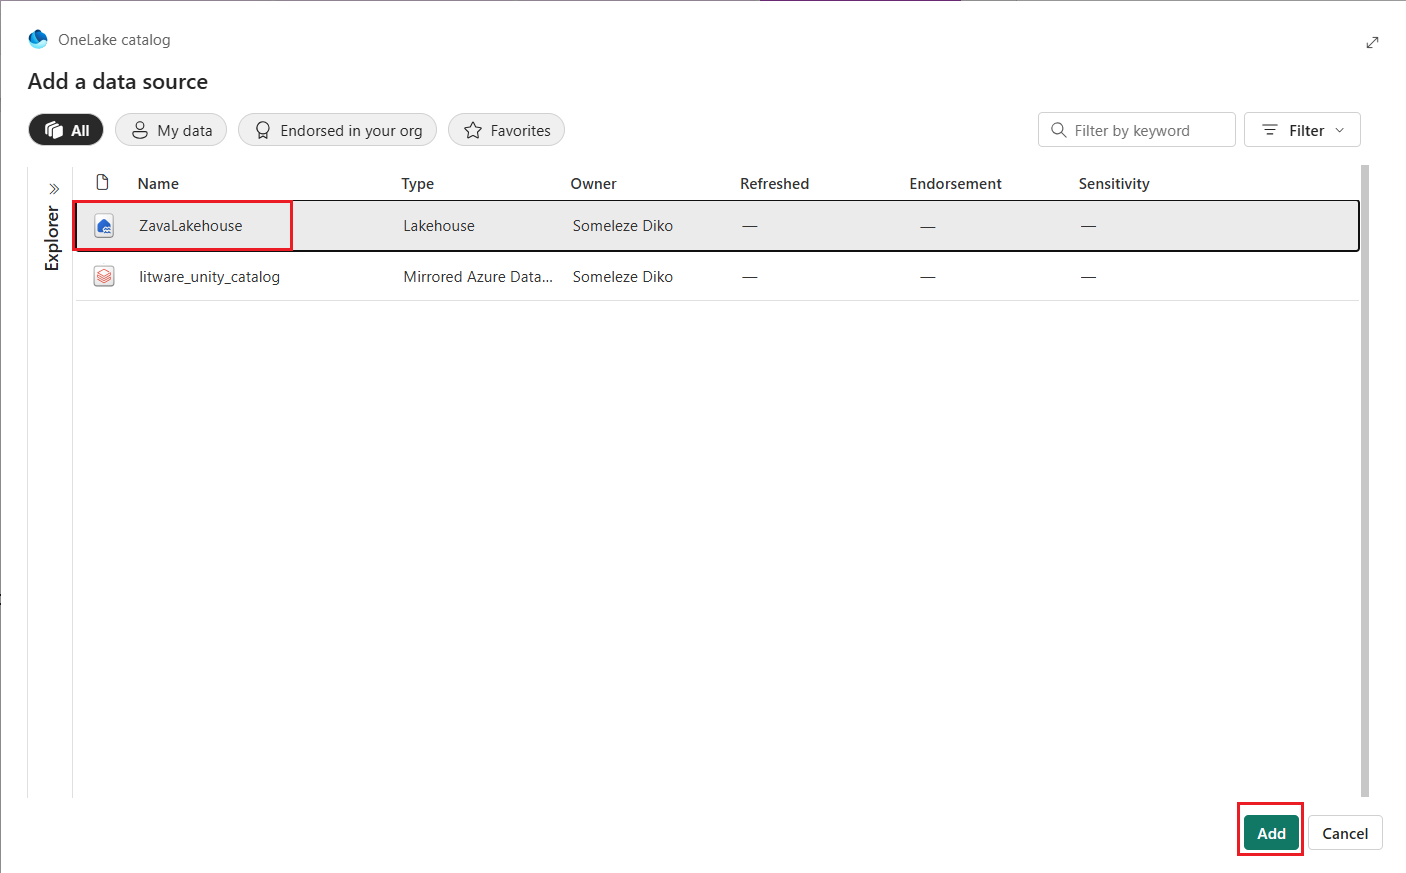 OneLake catalog
Add a data source
All My data Endorsed in your org Favorites Filter by keyword Filter
Explorer
Name Type Owner Refreshed Endorsement Sensitivity
ZavaLakehouse Lakehouse Someleze Diko — — —
litware_unity_catalog Mirrored Azure Data... Someleze Diko — — —
Add Cancel